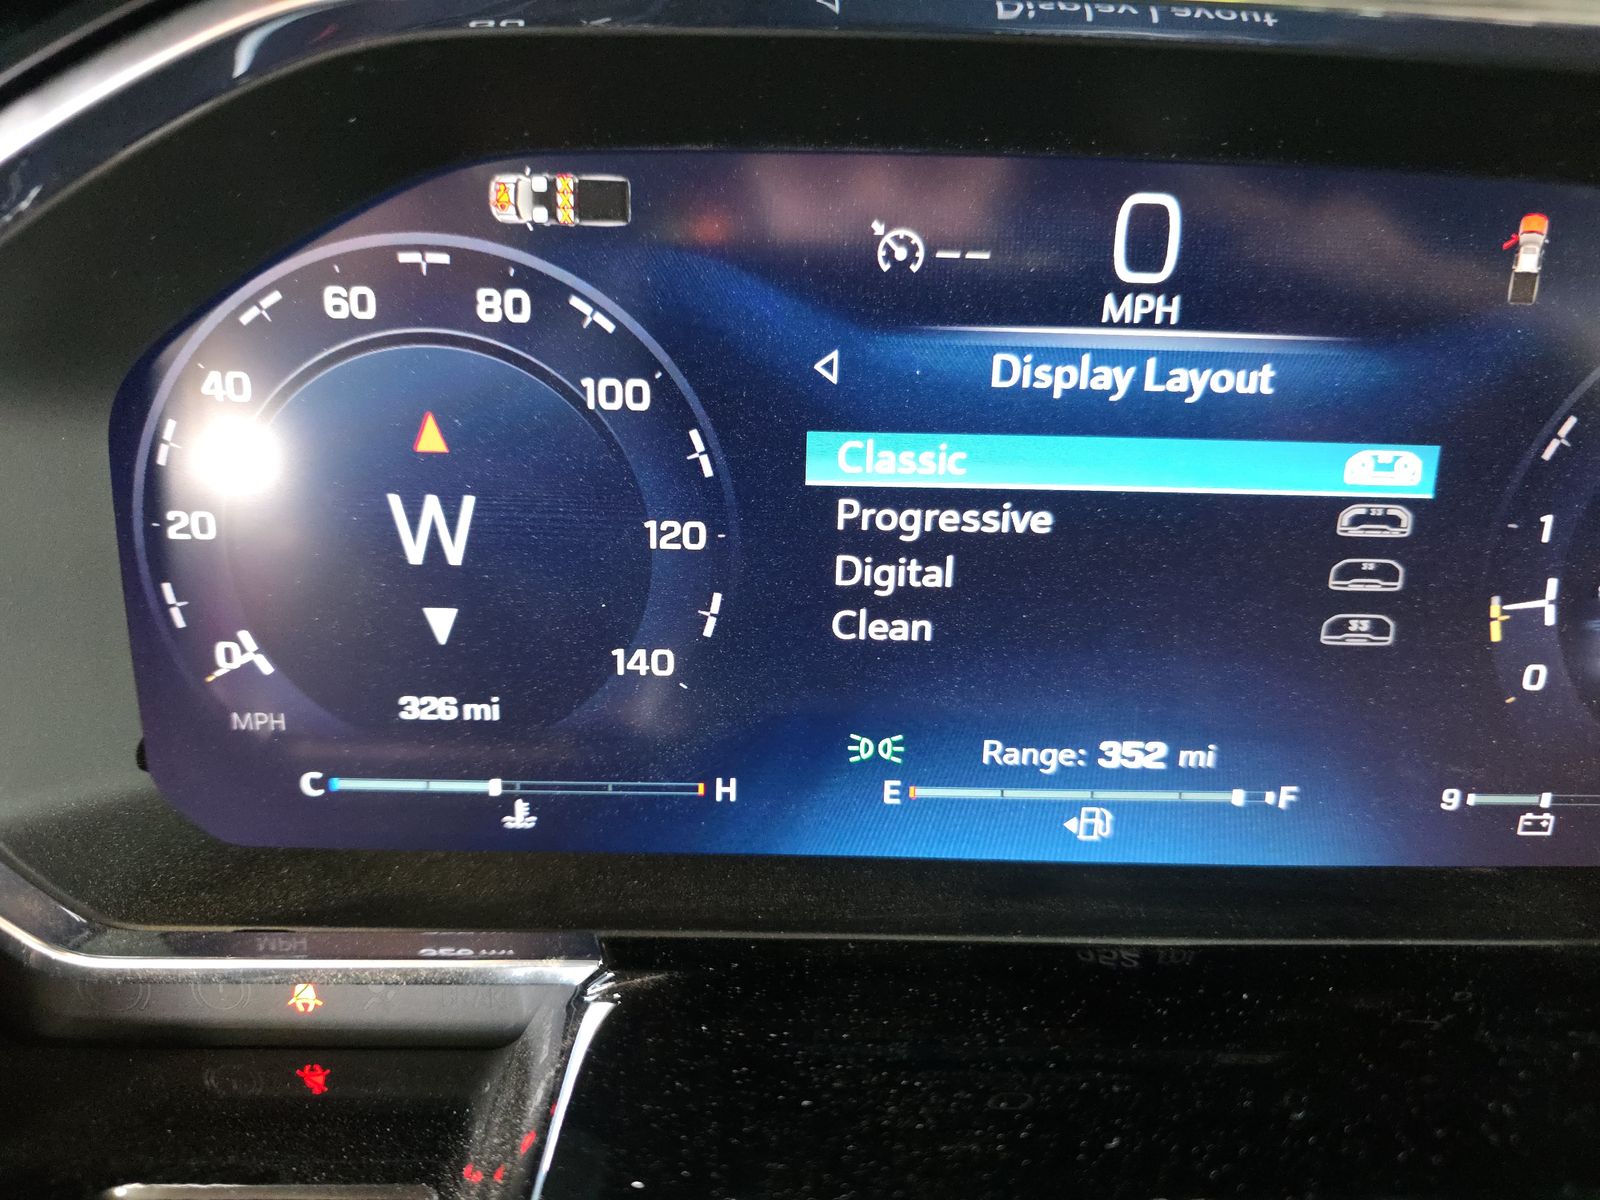 0
MPH
Display Layout
Classic
Progressive
Digital
Clean
0
20
40
60
80
100
120
140
MPH
W
326 mi
C H
Range: 352 mi
E F
1
0
9